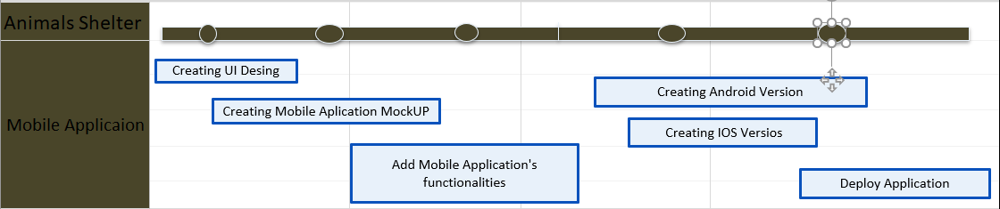 Animals Shelter
Creating UI Desing
Creating Android Version
Creating Mobile Aplication MockUP
Mobile Applicaion
Creating IOS Versios
Add Mobile Application's
functionalities
Deploy Application